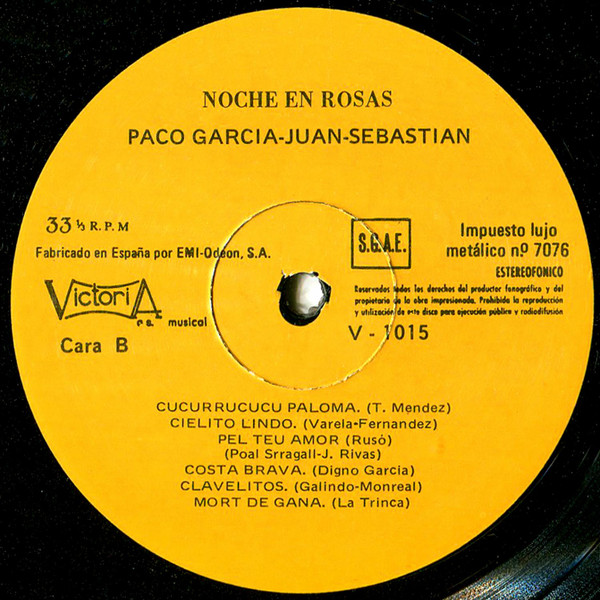 NOCHE EN ROSAS
PACO GARCIA-JUAN-SEBASTIAN
33 ⅓ R.P.M
Fabricado en España por EMI-Odeon, S.A.
VictoriA
e.s. musical
Cara B
S.G.A.E.
Impuesto lujo
metálico nº 7076
ESTEREOFONICO
Reservados todos los derechos del productor fonográfico y del
propietario de la obra impresionada. Prohibida la reproducción
y utilización de este disco para ejecución pública y radiodifusión
V - 1015
CUCURRUCUCU PALOMA. (T. Mendez)
CIELITO LINDO. (Varela-Fernandez)
PEL TEU AMOR (Rusò)
(Poal Srragall-J. Rivas)
COSTA BRAVA. (Digno Garcia)
CLAVELITOS. (Galindo-Monreal)
MORT DE GANA. (La Trinca)